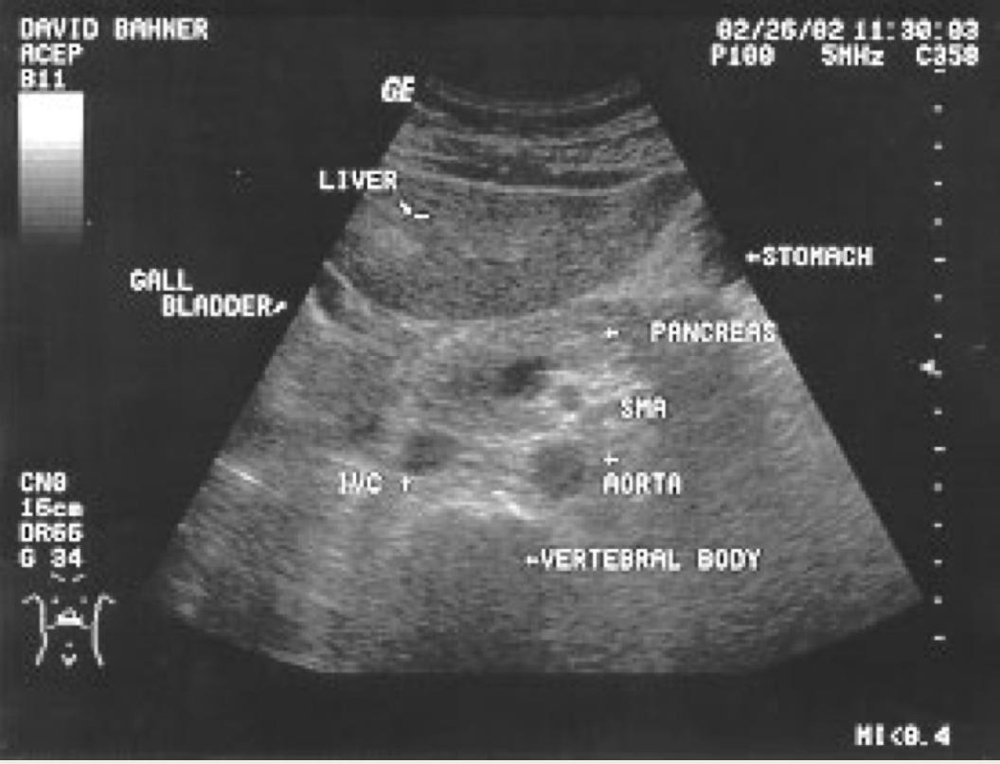 DAVID BAHNER
ACEP
B11
02/26/02 11:30:03
P100 5MHz C358
GE
LIVER
STOMACH
GALL
BLADDER
PANCREAS
SMA
IVC
AORTA
VERTEBRAL BODY
CN0
16cm
DR66
G 34
MI<0.4